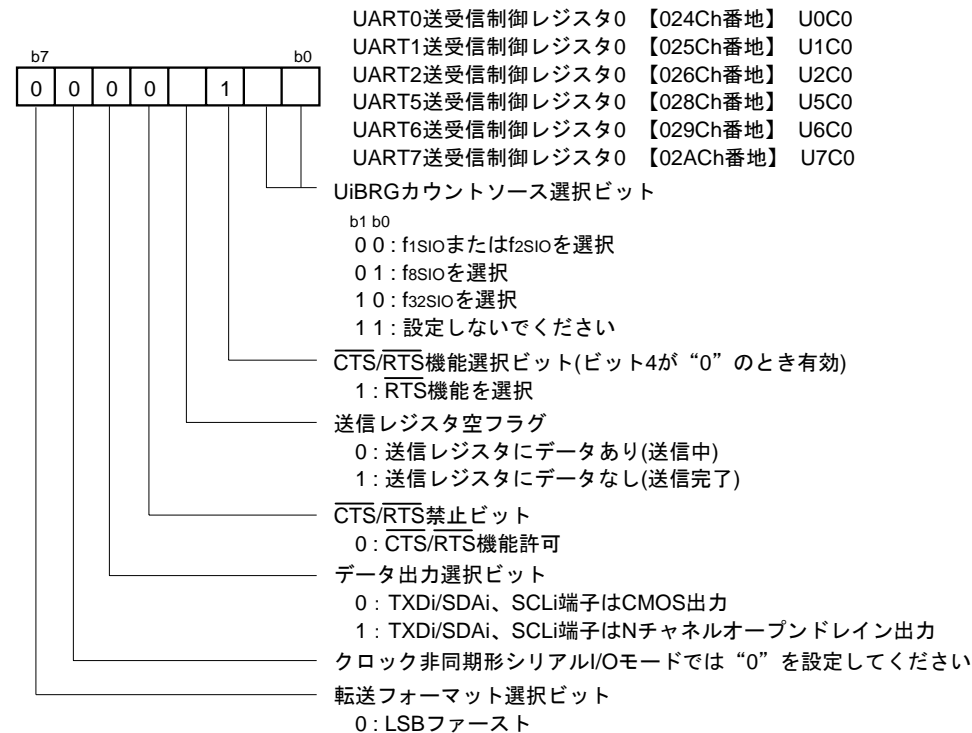 UART0送受信制御レジスタ0 【024Ch番地】 U0C0
UART1送受信制御レジスタ0 【025Ch番地】 U1C0
UART2送受信制御レジスタ0 【026Ch番地】 U2C0
UART5送受信制御レジスタ0 【028Ch番地】 U5C0
UART6送受信制御レジスタ0 【029Ch番地】 U6C0
UART7送受信制御レジスタ0 【02ACh番地】 U7C0
b7 b0
0 0 0 0 1
UiBRGカウントソース選択ビット
b1 b0
0 0 : f1SIOまたはf2SIOを選択
0 1 : f8SIOを選択
1 0 : f32SIOを選択
1 1 : 設定しないでください
CTS/RTS機能選択ビット(ビット4が“0”のとき有効)
1 : RTS機能を選択
送信レジスタ空フラグ
0 : 送信レジスタにデータあり(送信中)
1 : 送信レジスタにデータなし(送信完了)
CTS/RTS禁止ビット
0 : CTS/RTS機能許可
データ出力選択ビット
0 : TXDi/SDAi、SCLi端子はCMOS出力
1 : TXDi/SDAi、SCLi端子はNチャネルオープンドレイン出力
クロック非同期形シリアルI/Oモードでは“0”を設定してください
転送フォーマット選択ビット
0 : LSBファースト